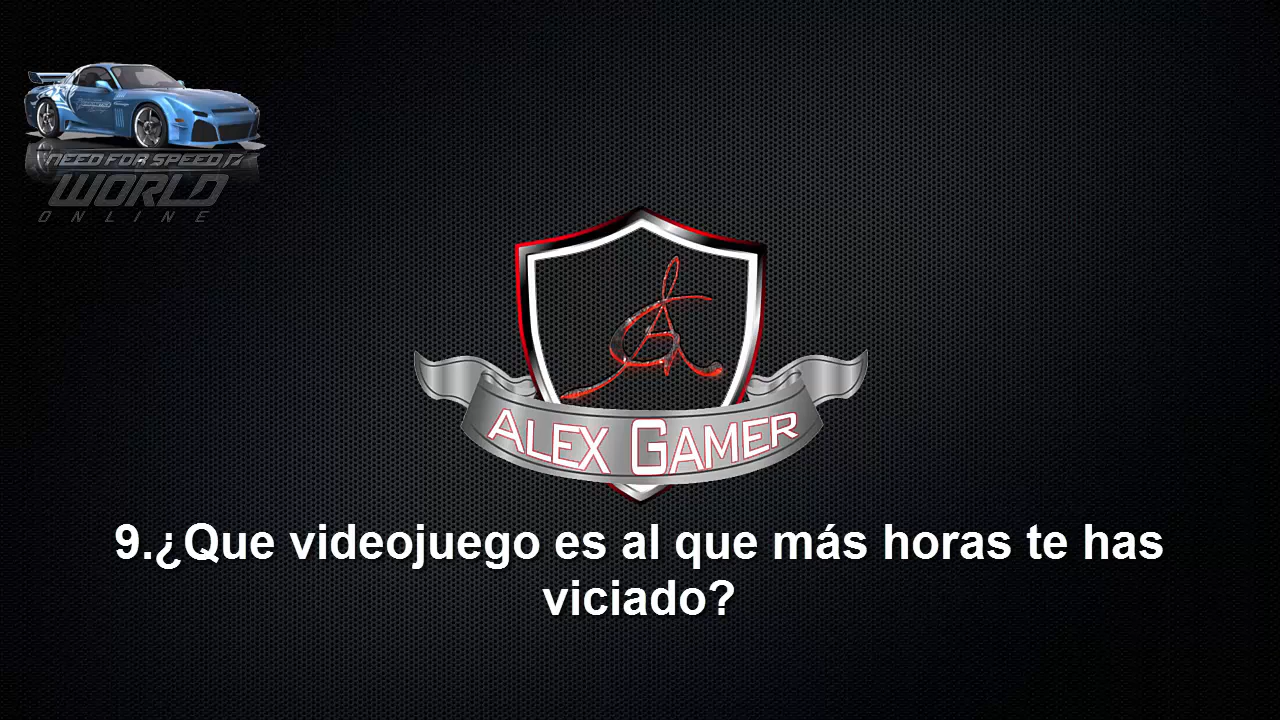 NEED FOR SPEED
WORLD
ONLINE
ALEX GAMER
9.¿Que videojuego es al que más horas te has
viciado?